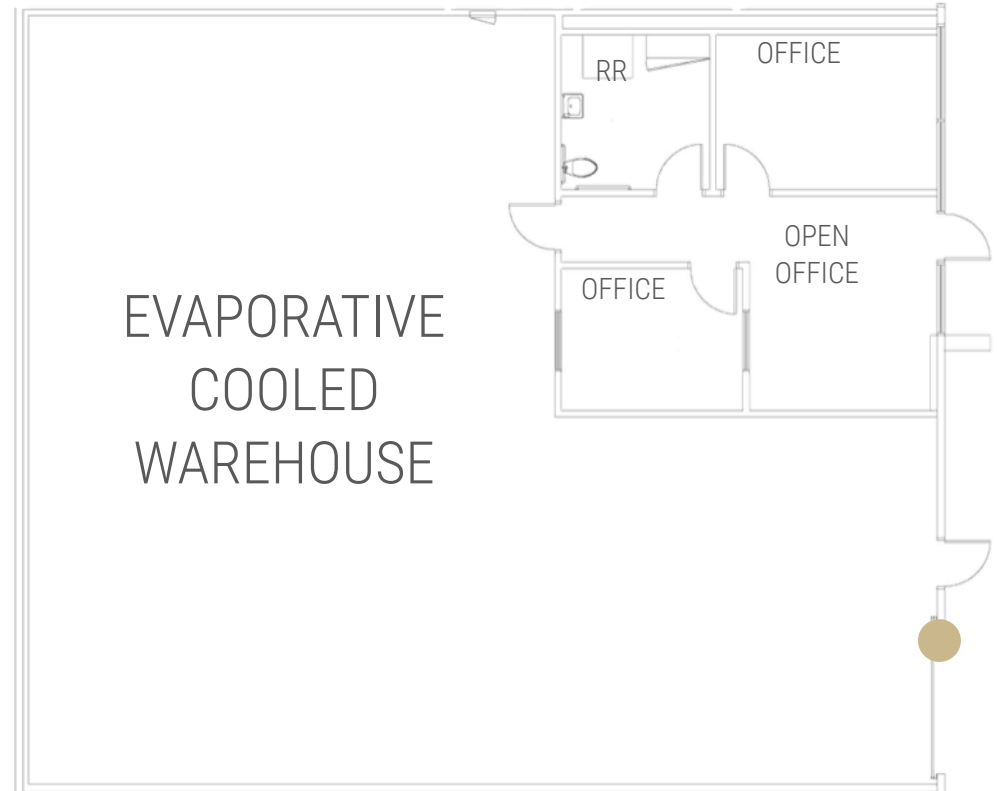 RR
OFFICE
OPEN
OFFICE
OFFICE
EVAPORATIVE
COOLED
WAREHOUSE